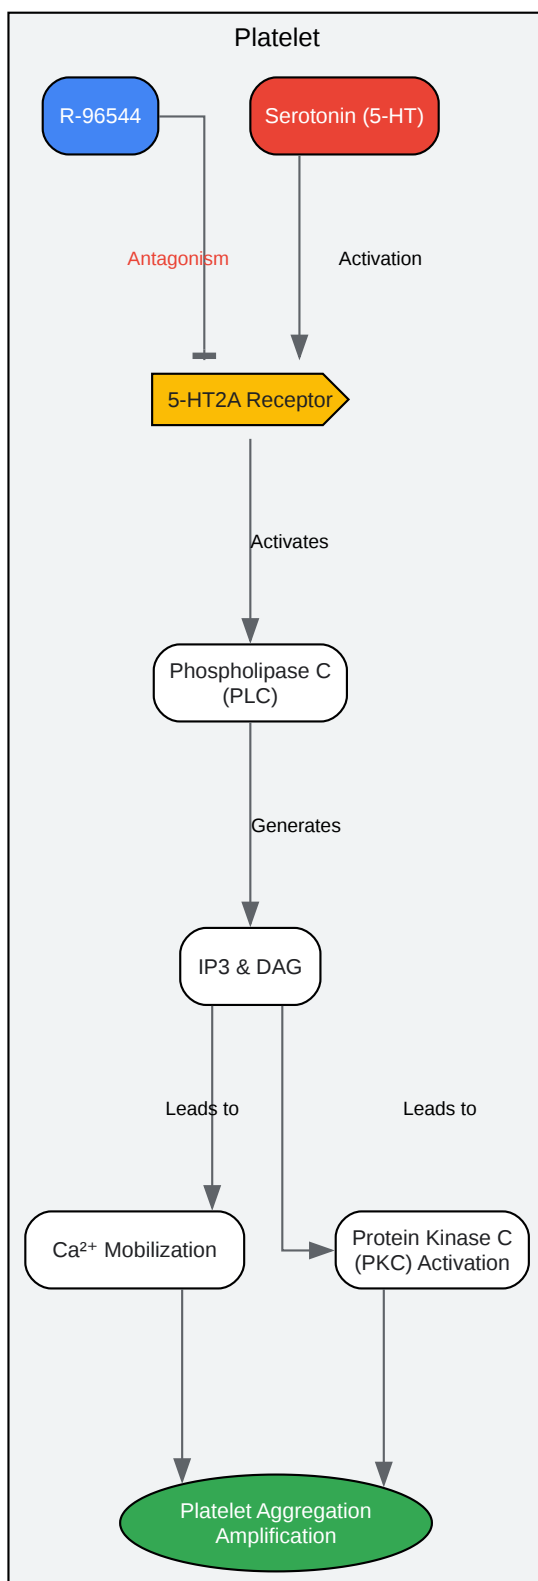 Platelet
R-96544
Serotonin (5-HT)
Antagonism
Activation
5-HT2A Receptor
Activates
Phospholipase C
(PLC)
Generates
IP3 & DAG
Leads to
Leads to
Ca²⁺ Mobilization
Protein Kinase C
(PKC) Activation
Platelet Aggregation
Amplification